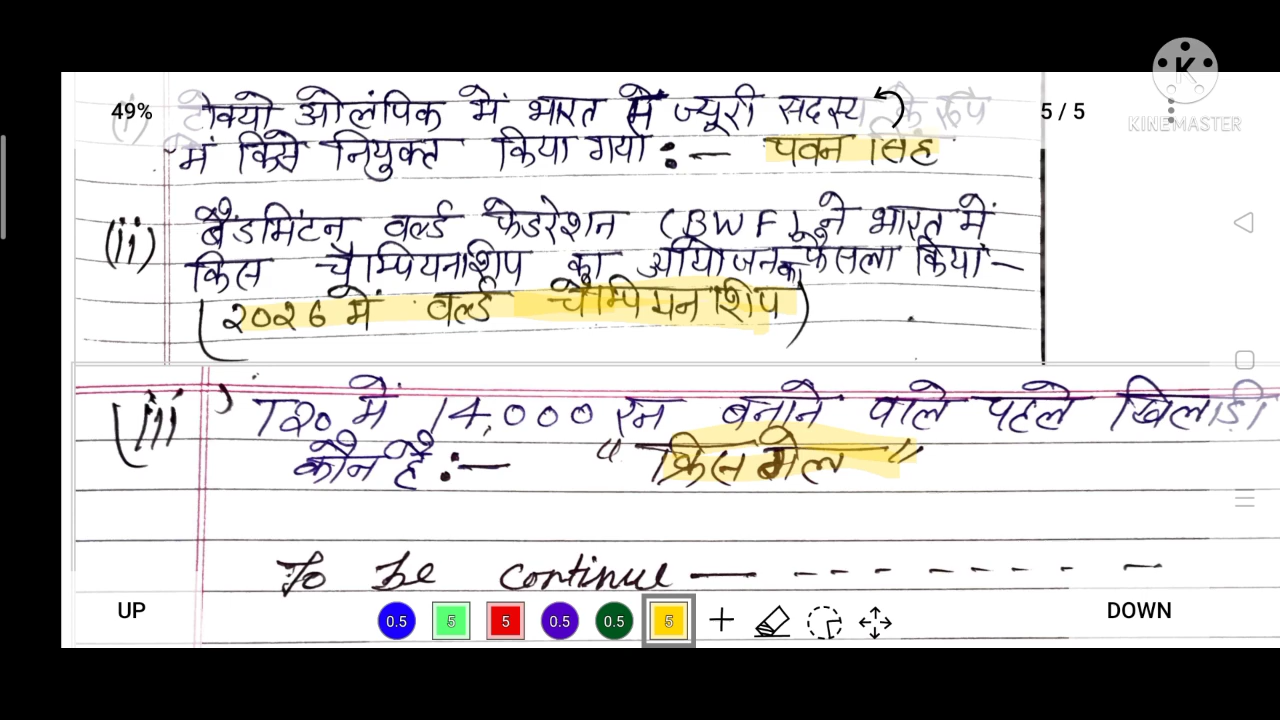 49%
(i) टोक्यो ओलंपिक में भारत से ज्यूरी सदस्य के रूप
5 / 5
KINEMASTER
में किसे नियुक्त किया गया :— पवन सिंह
(ii) बैडमिंटन वर्ल्ड फेडरेशन (BWF) ने भारत में
किस चैम्पियनशिप का आयोजन का फैसला किया —
(२०२6 में वर्ल्ड चैम्पियनशिप)
(iii) T२० में 14,000 रन बनाने वाले पहले खिलाड़ी
कौन है :— "क्रिस गेल"
To be continue — - - - - - - - —
UP
0.5 5 5 0.5 0.5 5
DOWN